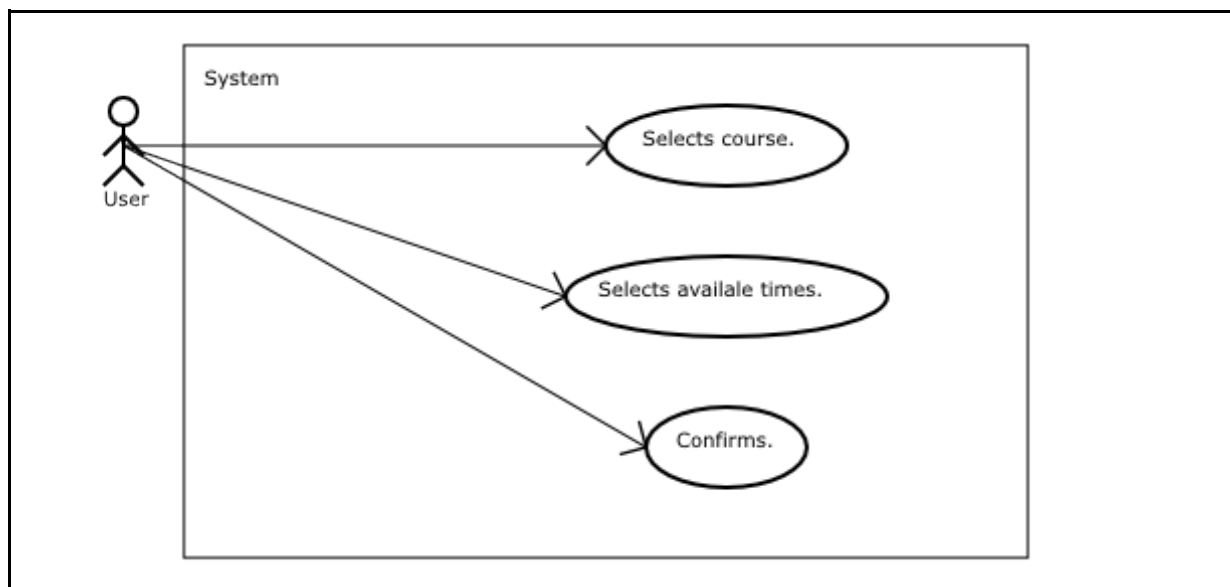 System
Selects course.
User
Selects availale times.
Confirms.